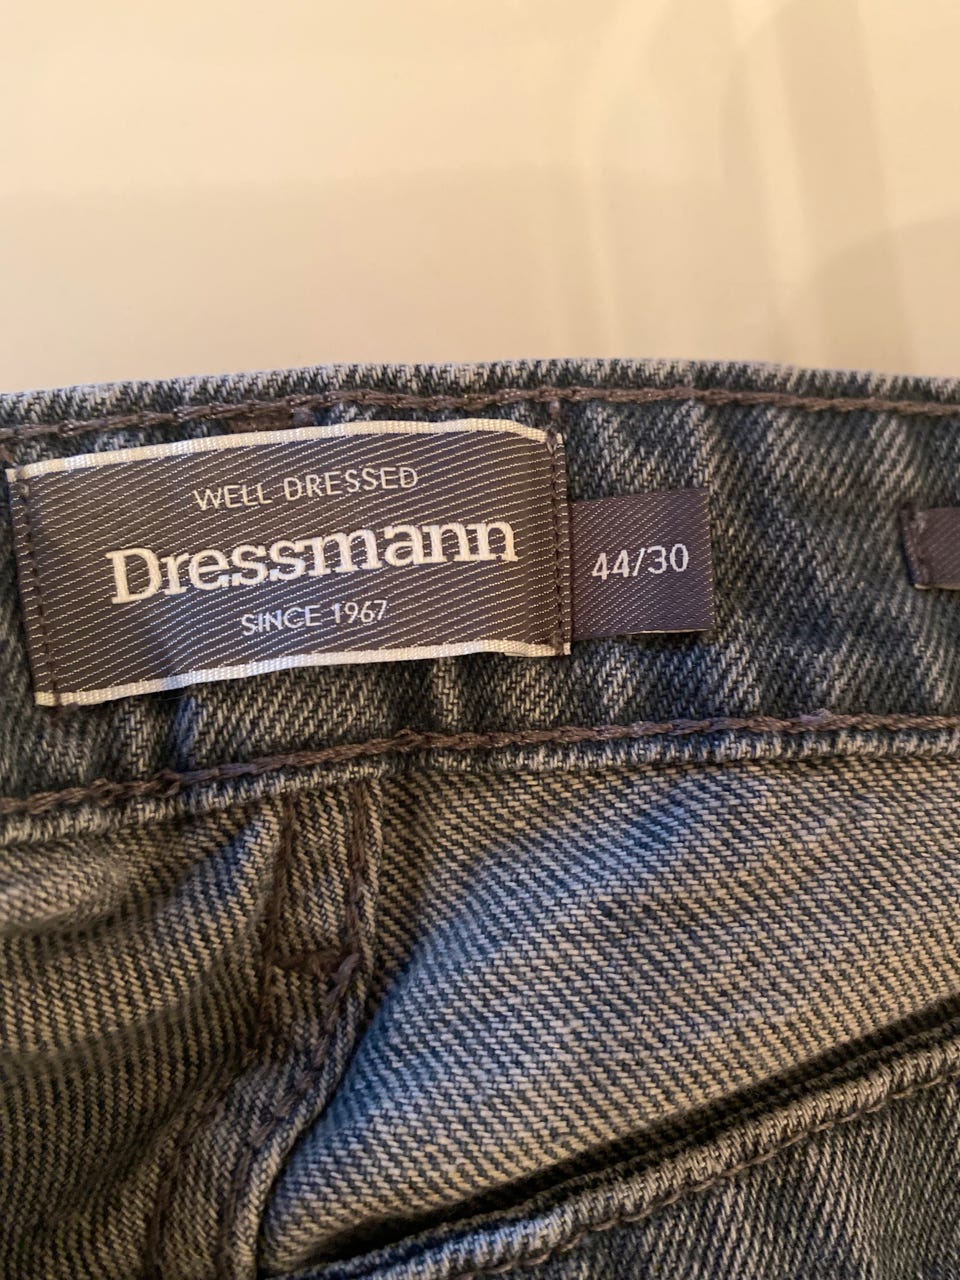 WELL DRESSED
Dressmann
SINCE 1967
44/30